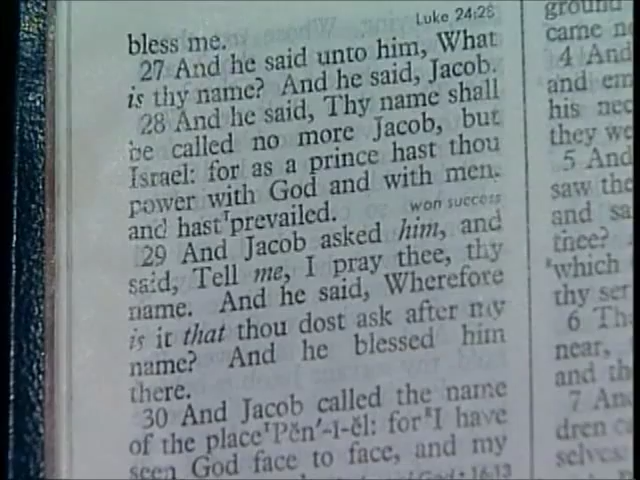 Luke 24:28
bless me.
27 And he said unto him, What
is thy name? And he said, Jacob.
28 And he said, Thy name shall
be called no more Jacob, but
Israel: for as a prince hast thou
power with God and with men.
and hast prevailed.
won success
29 And Jacob asked him, and
said, Tell me, I pray thee, thy
name. And he said, Wherefore
is it that thou dost ask after my
name? And he blessed him
there.
30 And Jacob called the name
of the place Pĕn'-ī-ĕl: for I have
seen God face to face, and my
God 16:13
ground
came
4 And
and em
his nec
they we
5 And
saw the
and sa
thee?
which
thy ser
6 Th
near,
and th
7 And
dren
selves